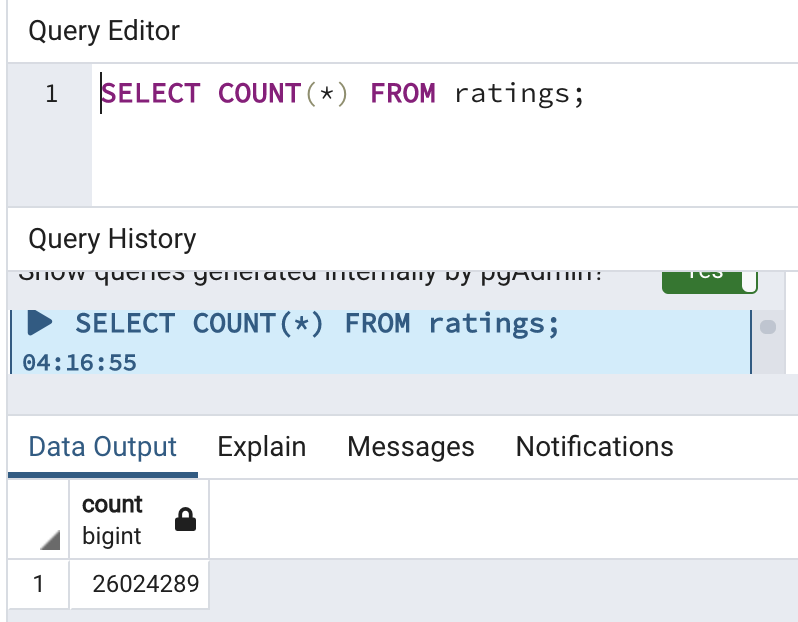 Query Editor
1 SELECT COUNT(*) FROM ratings;
Query History
Show queries generated internally by pgAdmin? Yes
SELECT COUNT(*) FROM ratings;
04:16:55
Data Output Explain Messages Notifications
count
bigint
1 26024289